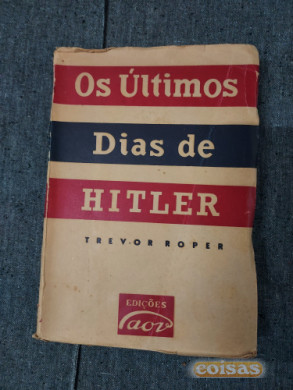 Os Últimos
Dias de
HITLER
TREVOR ROPER
EDIÇÕES
aov
coisas